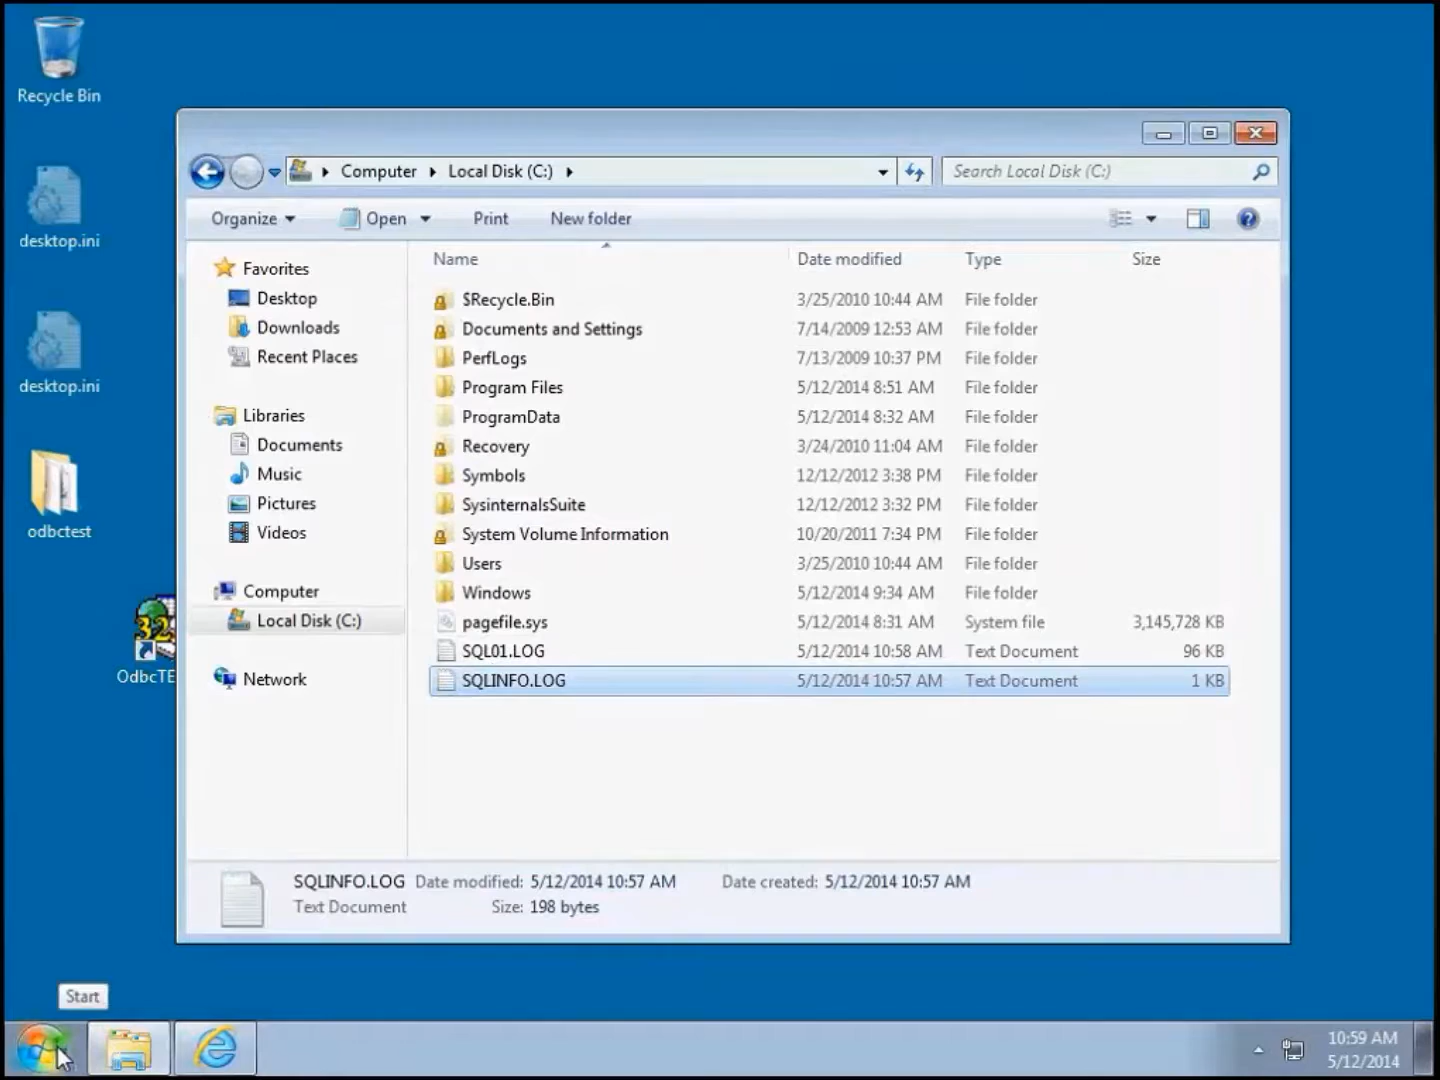 Recycle Bin
desktop.ini
desktop.ini
odbctest
OdbcTE
Computer Local Disk (C:)
Search Local Disk (C:)
Organize Open Print New folder
Favorites
Desktop
Downloads
Recent Places
Libraries
Documents
Music
Pictures
Videos
Computer
Local Disk (C:)
Network
Name Date modified Type Size
$Recycle.Bin 3/25/2010 10:44 AM File folder
Documents and Settings 7/14/2009 12:53 AM File folder
PerfLogs 7/13/2009 10:37 PM File folder
Program Files 5/12/2014 8:51 AM File folder
ProgramData 5/12/2014 8:32 AM File folder
Recovery 3/24/2010 11:04 AM File folder
Symbols 12/12/2012 3:38 PM File folder
SysinternalsSuite 12/12/2012 3:32 PM File folder
System Volume Information 10/20/2011 7:34 PM File folder
Users 3/25/2010 10:44 AM File folder
Windows 5/12/2014 9:34 AM File folder
pagefile.sys 5/12/2014 8:31 AM System file 3,145,728 KB
SQL01.LOG 5/12/2014 10:58 AM Text Document 96 KB
SQLINFO.LOG 5/12/2014 10:57 AM Text Document 1 KB
SQLINFO.LOG Date modified: 5/12/2014 10:57 AM Date created: 5/12/2014 10:57 AM
Text Document Size: 198 bytes
Start
10:59 AM
5/12/2014